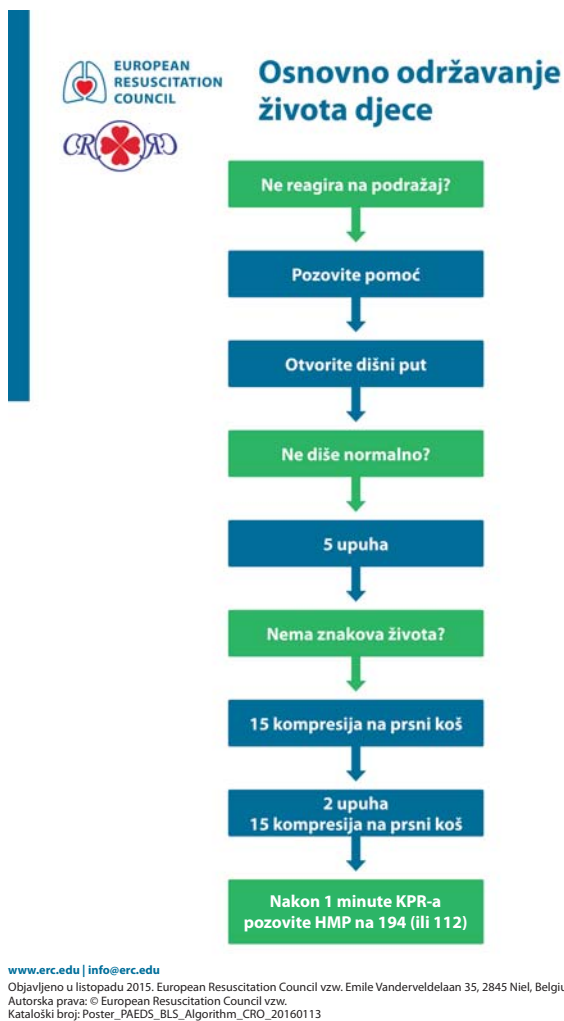 EUROPEAN
RESUSCITATION
COUNCIL
Osnovno održavanje
života djece
Ne reagira na podražaj?
Pozovite pomoć
Otvorite dišni put
Ne diše normalno?
5 upuha
Nema znakova života?
15 kompresija na prsni koš
2 upuha
15 kompresija na prsni koš
Nakon 1 minute KPR-a
pozovite HMP na 194 (ili 112)
www.erc.edu | info@erc.edu
Objavljeno u listopadu 2015. European Resuscitation Council vzw. Emile Vanderveldelaan 35, 2845 Niel, Belgiu
Autorska prava: © European Resuscitation Council vzw.
Kataloški broj: Poster_PAEDS_BLS_Algorithm_CRO_20160113